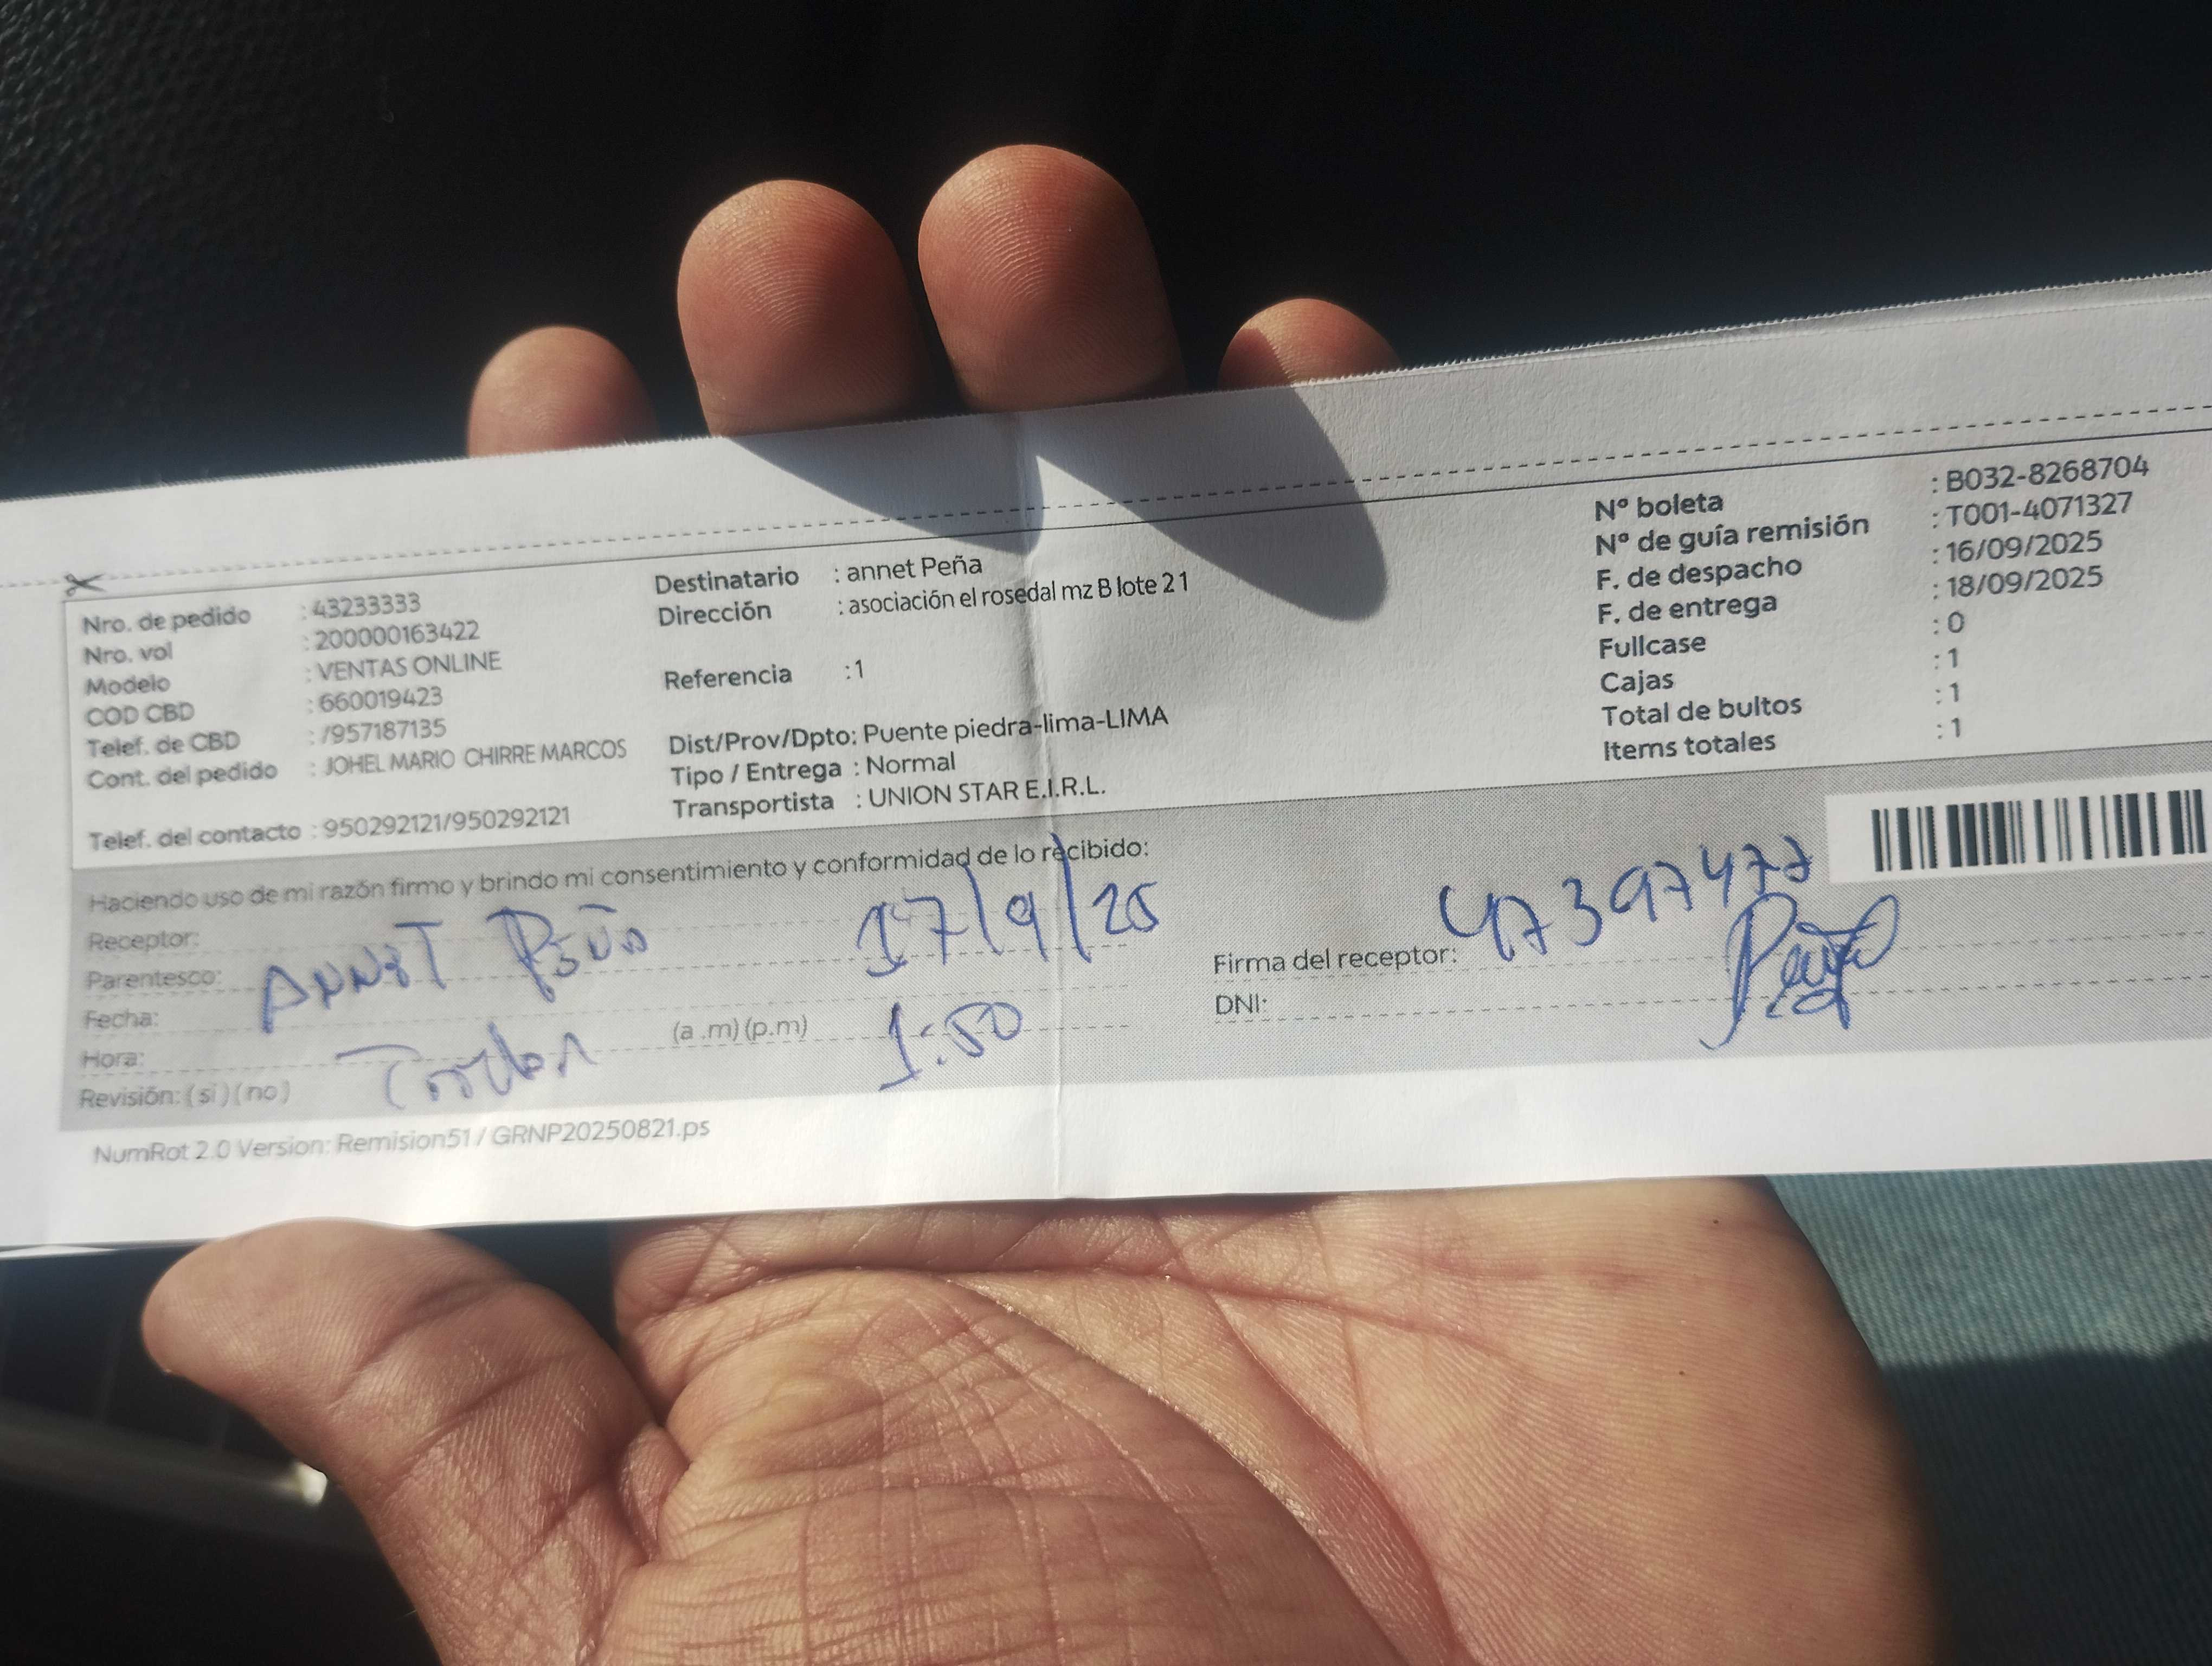 Nro. de pedido : 43233333
Nro. vol : 200000163422
Modelo : VENTAS ONLINE
COD CBD : 660019423
Telef. de CBD : /957187135
Cont. del pedido : JOHEL MARIO CHIRRE MARCOS
Telef. del contacto : 950292121/950292121
Destinatario : annet Peña
Dirección : asociación el rosedal mz B lote 21
Referencia : 1
Dist/Prov/Dpto: Puente piedra-lima-LIMA
Tipo / Entrega : Normal
Transportista : UNION STAR E.I.R.L.
Nº boleta : B032-8268704
Nº de guía remisión : T001-4071327
F. de despacho : 16/09/2025
F. de entrega : 18/09/2025
Fullcase : 0
Cajas : 1
Total de bultos : 1
Items totales : 1
Haciendo uso de mi razón firmo y brindo mi consentimiento y conformidad de lo recibido:
Receptor:
Parentesco: ANNET Peña 17/9/25
Fecha:
Hora: (a .m) (p.m) 1:50
Revisión: (si) (no)
Firma del receptor: 47397477
DNI: Peña
NumRot 2.0 Version: Remision51 / GRNP20250821.ps